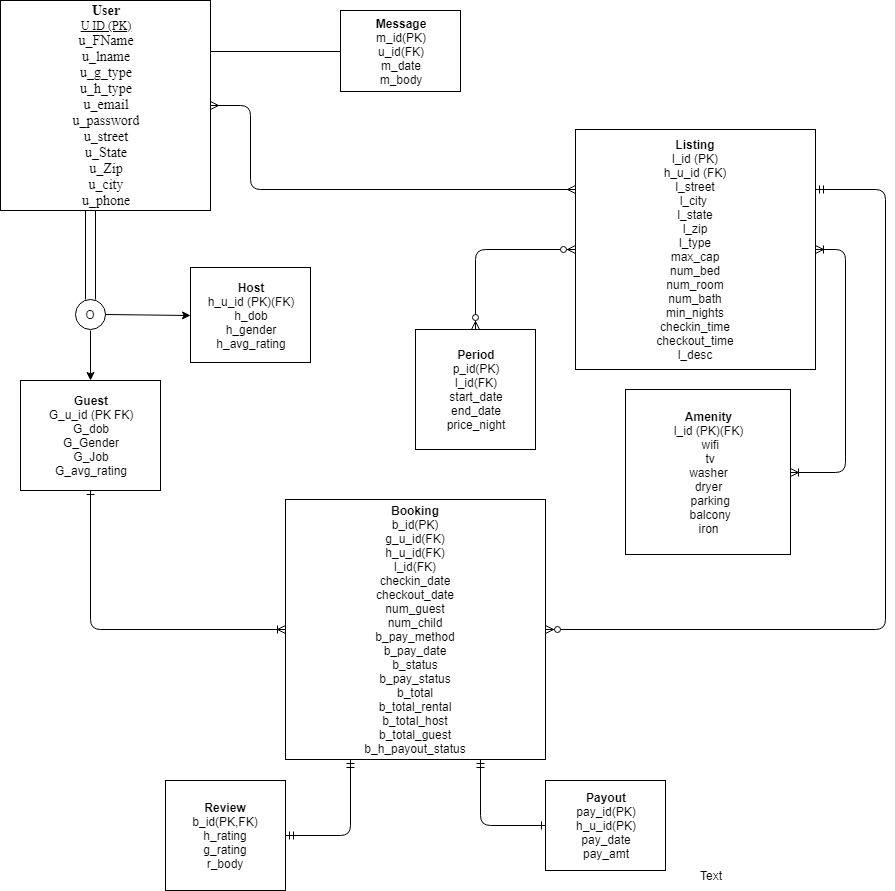 User
U ID (PK)
u_FName
u_lname
u_g_type
u_h_type
u_email
u_password
u_street
u_State
u_Zip
u_city
u_phone
Message
m_id(PK)
u_id(FK)
m_date
m_body
Listing
l_id (PK)
h_u_id (FK)
l_street
l_city
l_state
l_zip
l_type
max_cap
num_bed
num_room
num_bath
min_nights
checkin_time
checkout_time
l_desc
Host
h_u_id (PK)(FK)
h_dob
h_gender
h_avg_rating
O
Period
p_id(PK)
l_id(FK)
start_date
end_date
price_night
Guest
G_u_id (PK FK)
G_dob
G_Gender
G_Job
G_avg_rating
Amenity
l_id (PK)(FK)
wifi
tv
washer
dryer
parking
balcony
iron
Booking
b_id(PK)
g_u_id(FK)
h_u_id(FK)
l_id(FK)
checkin_date
checkout_date
num_guest
num_child
b_pay_method
b_pay_date
b_status
b_pay_status
b_total
b_total_rental
b_total_host
b_total_guest
b_h_payout_status
Review
b_id(PK,FK)
h_rating
g_rating
r_body
Payout
pay_id(PK)
h_u_id(PK)
pay_date
pay_amt
Text